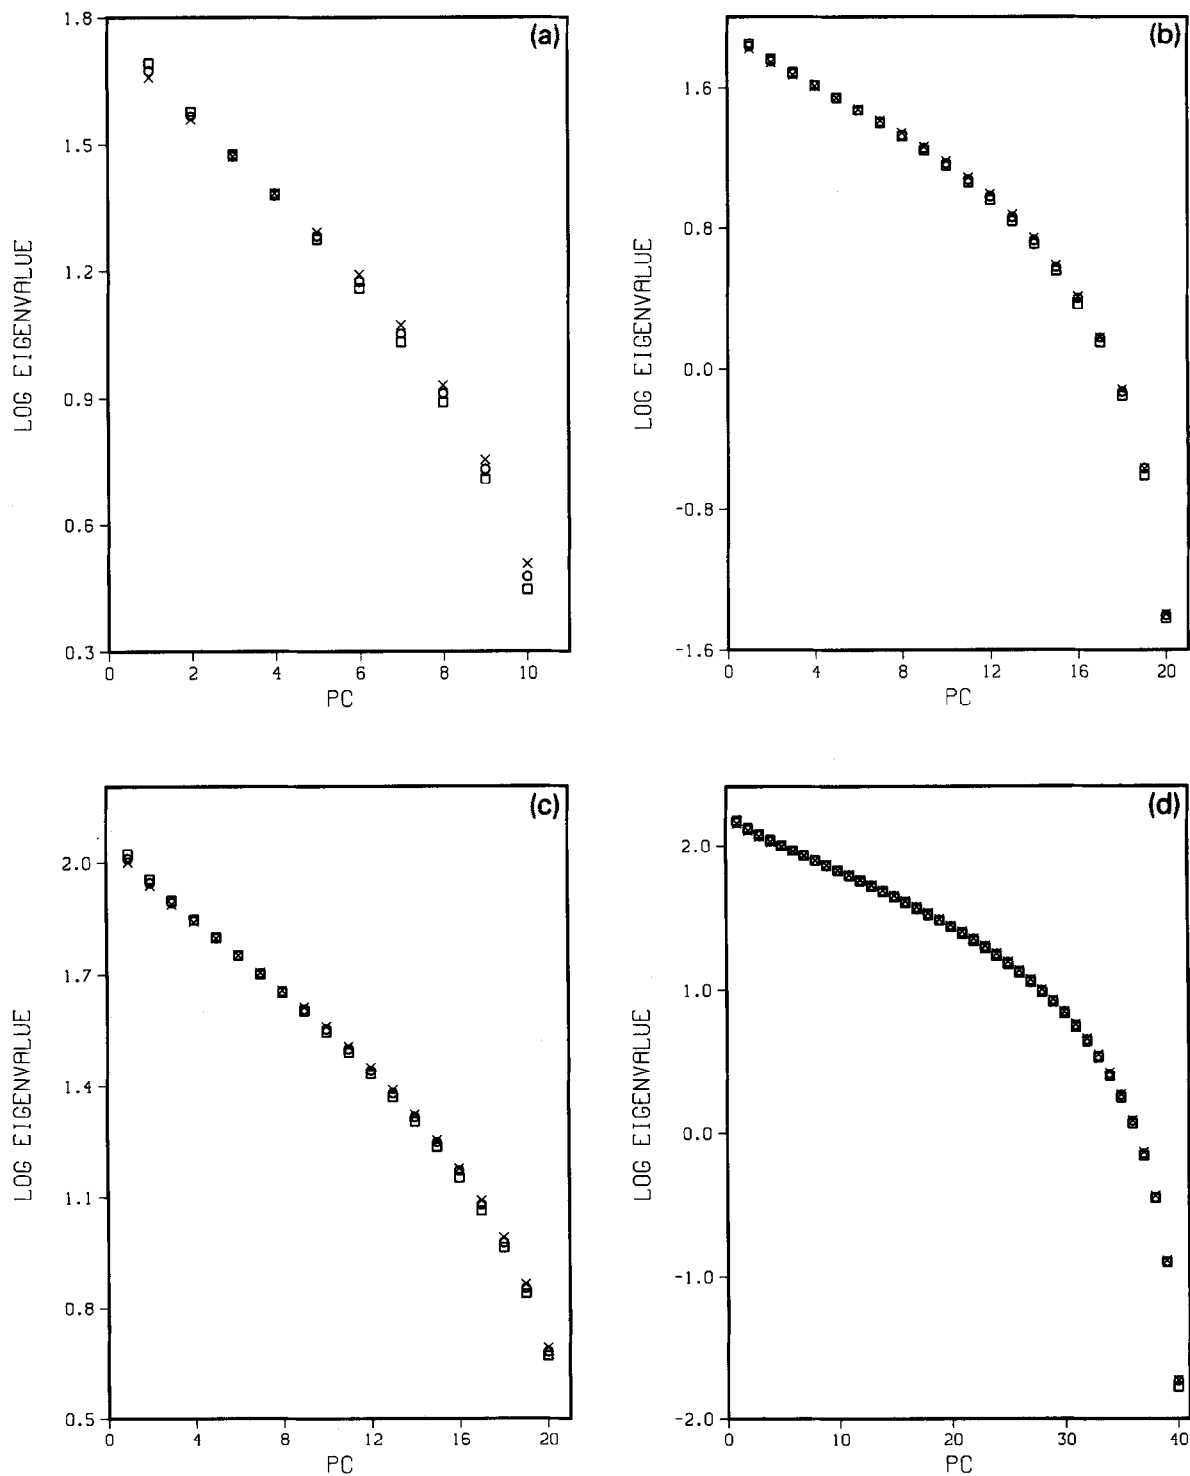 (a)
1.8
1.5
1.2
0.9
0.6
0.3
LOG EIGENVALUE
0 2 4 6 8 10
PC
(b)
1.6
0.8
0.0
-0.8
-1.6
LOG EIGENVALUE
0 4 8 12 16 20
PC
(c)
2.0
1.7
1.4
1.1
0.8
0.5
LOG EIGENVALUE
0 4 8 12 16 20
PC
(d)
2.0
1.0
0.0
-1.0
-2.0
LOG EIGENVALUE
0 10 20 30 40
PC